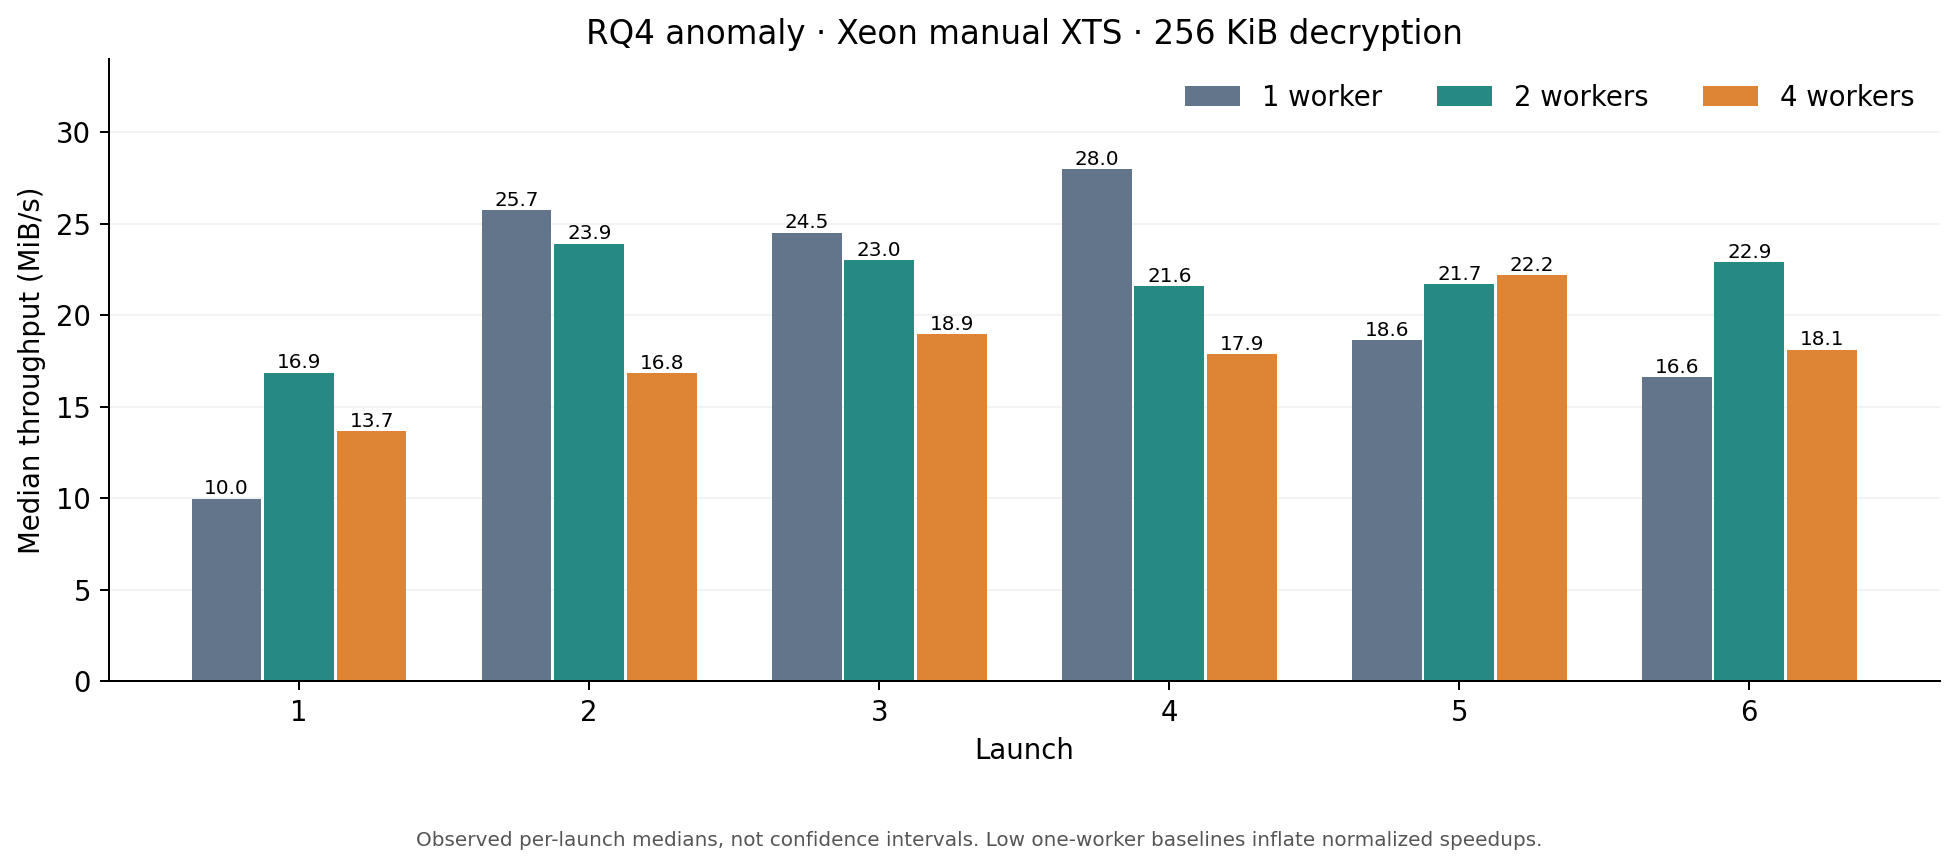 RQ4 anomaly · Xeon manual XTS · 256 KiB decryption
1 worker 2 workers 4 workers
Median throughput (MiB/s)
30
25
20
15
10
5
0
10.0 16.9 13.7
25.7 23.9 16.8
24.5 23.0 18.9
28.0 21.6 17.9
18.6 21.7 22.2
16.6 22.9 18.1
1 2 3 4 5 6
Launch
Observed per-launch medians, not confidence intervals. Low one-worker baselines inflate normalized speedups.